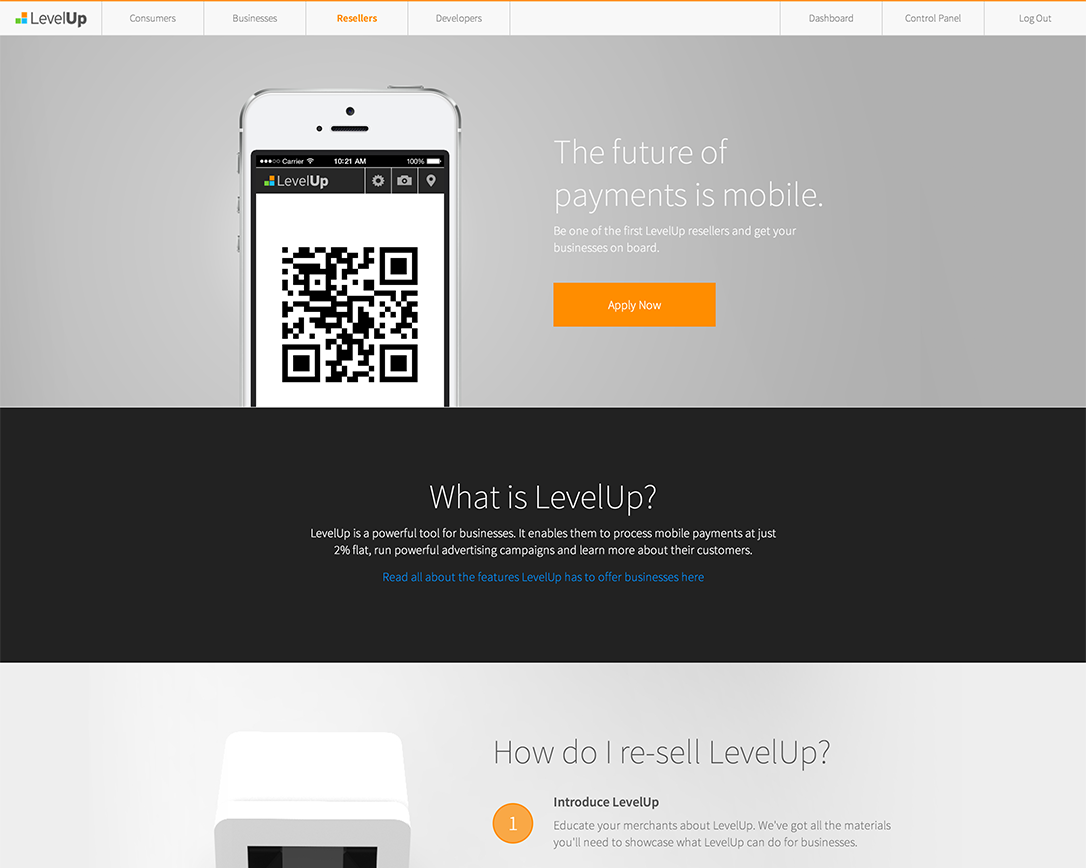 LevelUp
Consumers
Businesses
Resellers
Developers
Dashboard
Control Panel
Log Out
Carrier
10:21 AM
100%
LevelUp
The future of
payments is mobile.
Be one of the first LevelUp resellers and get your
businesses on board.
Apply Now
What is LevelUp?
LevelUp is a powerful tool for businesses. It enables them to process mobile payments at just
2% flat, run powerful advertising campaigns and learn more about their customers.
Read all about the features LevelUp has to offer businesses here
How do I re-sell LevelUp?
1
Introduce LevelUp
Educate your merchants about LevelUp. We've got all the materials
you'll need to showcase what LevelUp can do for businesses.